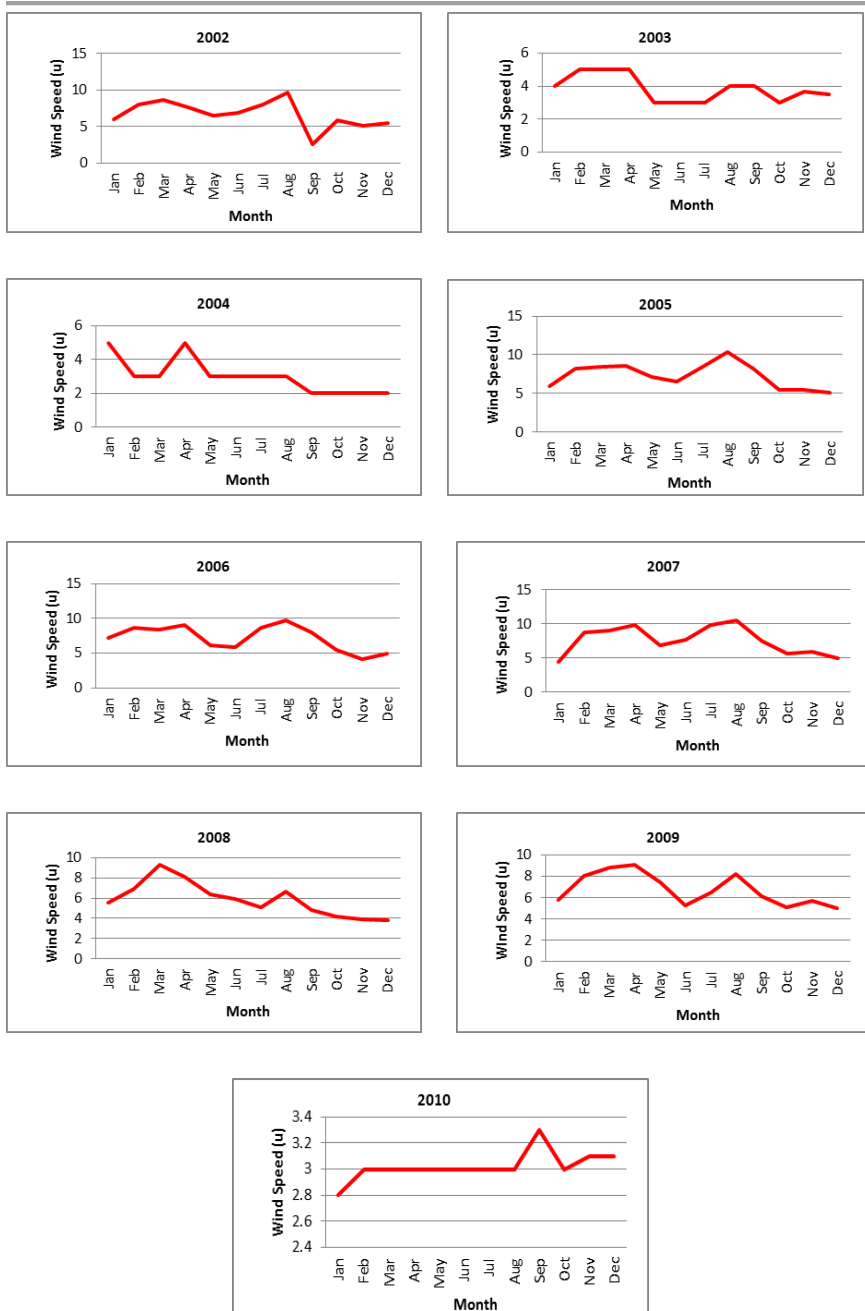 2002
Wind Speed (u)
15
10
5
0
Jan Feb Mar Apr May Jun Jul Aug Sep Oct Nov Dec
Month
2003
Wind Speed (u)
6
4
2
0
Jan Feb Mar Apr May Jun Jul Aug Sep Oct Nov Dec
Month
2004
Wind Speed (u)
6
4
2
0
Jan Feb Mar Apr May Jun Jul Aug Sep Oct Nov Dec
Month
2005
Wind Speed (u)
15
10
5
0
Jan Feb Mar Apr May Jun Jul Aug Sep Oct Nov Dec
Month
2006
Wind Speed (u)
15
10
5
0
Jan Feb Mar Apr May Jun Jul Aug Sep Oct Nov Dec
Month
2007
Wind Speed (u)
15
10
5
0
Jan Feb Mar Apr May Jun Jul Aug Sep Oct Nov Dec
Month
2008
Wind Speed (u)
10
8
6
4
2
0
Jan Feb Mar Apr May Jun Jul Aug Sep Oct Nov Dec
Month
2009
Wind Speed (u)
10
8
6
4
2
0
Jan Feb Mar Apr May Jun Jul Aug Sep Oct Nov Dec
Month
2010
Wind Speed (u)
3.4
3.2
3
2.8
2.6
2.4
Jan Feb Mar Apr May Jun Jul Aug Sep Oct Nov Dec
Month